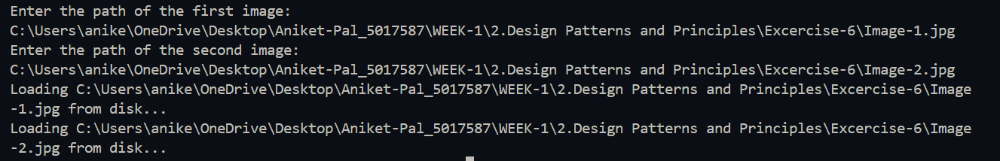 Enter the path of the first image:
C:\Users\anike\OneDrive\Desktop\Aniket-Pal_5017587\WEEK-1\2.Design Patterns and Principles\Excercise-6\Image-1.jpg
Enter the path of the second image:
C:\Users\anike\OneDrive\Desktop\Aniket-Pal_5017587\WEEK-1\2.Design Patterns and Principles\Excercise-6\Image-2.jpg
Loading C:\Users\anike\OneDrive\Desktop\Aniket-Pal_5017587\WEEK-1\2.Design Patterns and Principles\Excercise-6\Image
-1.jpg from disk...
Loading C:\Users\anike\OneDrive\Desktop\Aniket-Pal_5017587\WEEK-1\2.Design Patterns and Principles\Excercise-6\Image
-2.jpg from disk...